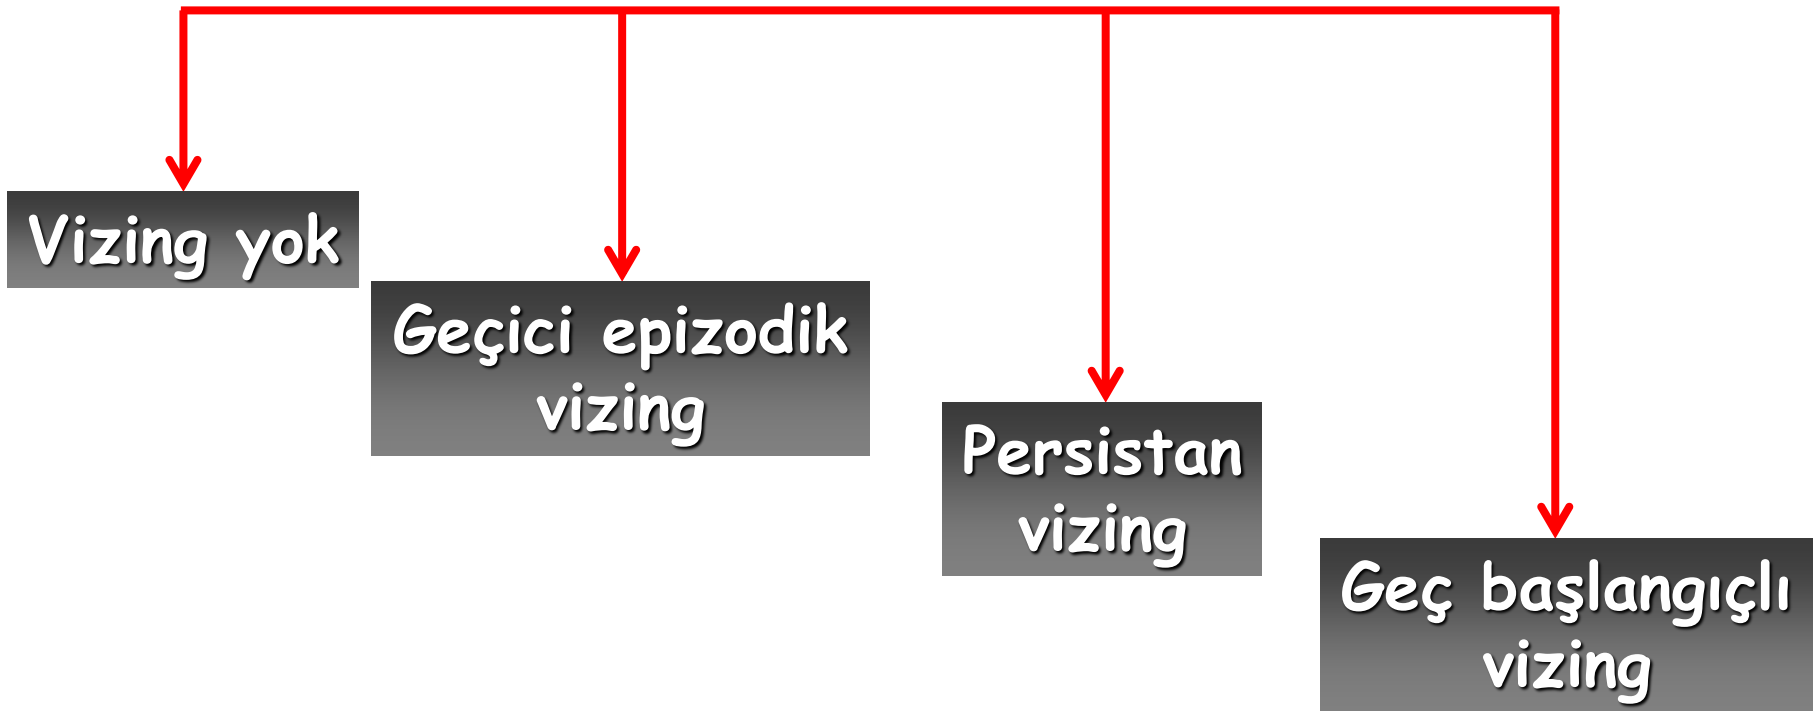 Vizing yok
Geçici epizodik
vizing
Persistan
vizing
Geç başlangıçlı
vizing